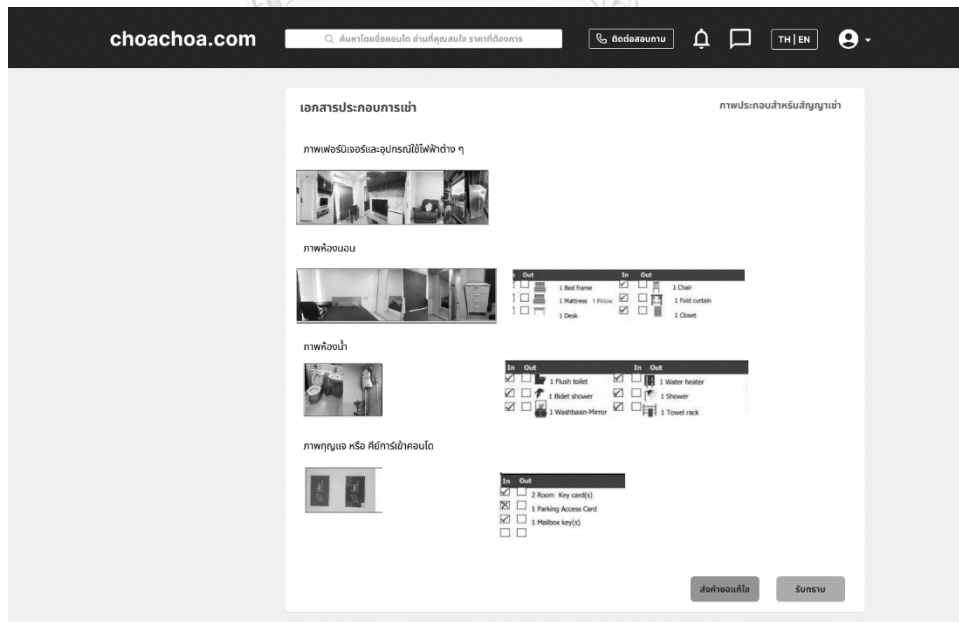 choachoa.com
ค้นหาโดยชื่อคอนโด ย่านที่คุณสนใจ ราคาที่ต้องการ
ติดต่อสอบถาม
TH | EN
เอกสารประกอบการเช่า
ภาพประกอบสำหรับสัญญาเช่า
ภาพเฟอร์นิเจอร์และอุปกรณ์ใช้ไฟฟ้าต่าง ๆ
ภาพห้องนอน
Out In Out
1 Bed frame 1 Chair
1 Mattress 1 Pillow 1 Fold curtain
1 Desk 1 Closet
ภาพห้องน้ำ
In Out In Out
1 Flush toilet 1 Water heater
1 Bidet shower 1 Shower
1 Washbasin-Mirror 1 Towel rack
ภาพกุญแจ หรือ คีย์การ์เข้าคอนโด
In Out
2 Room Key card(s)
1 Parking Access Card
1 Mailbox key(s)
ส่งคำขอแก้ไข
รับทราบ